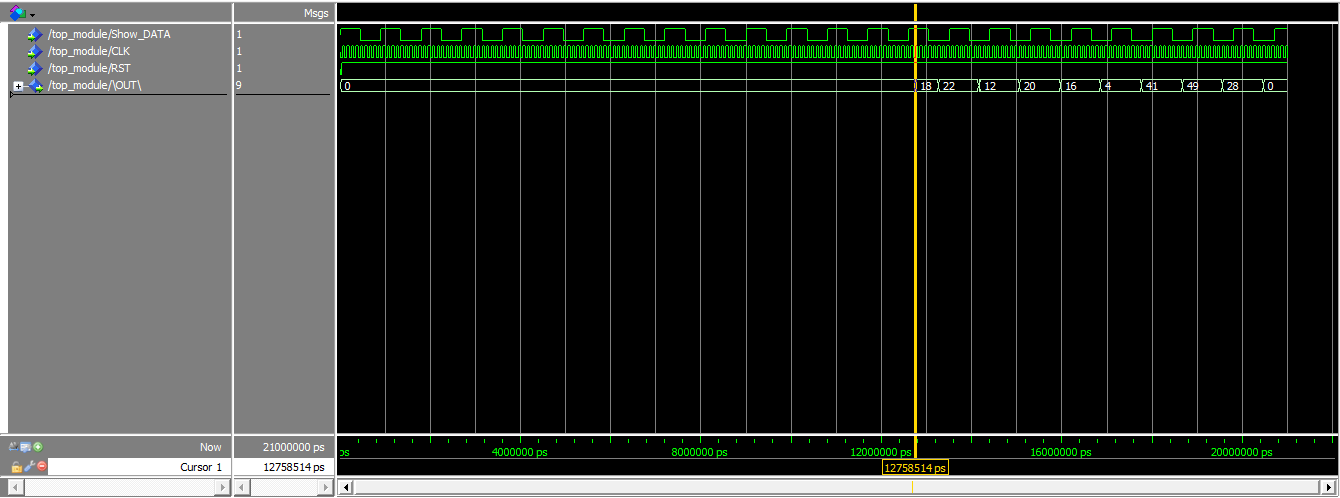 Msgs
/top_module/Show_DATA 1
/top_module/CLK 1
/top_module/RST 1
/top_module/\OUT\ 9 0 18 22 12 20 16 4 41 49 28 0
Now 21000000 ps ps 4000000 ps 8000000 ps 12000000 ps 16000000 ps 20000000 ps
Cursor 1 12758514 ps 12758514 ps